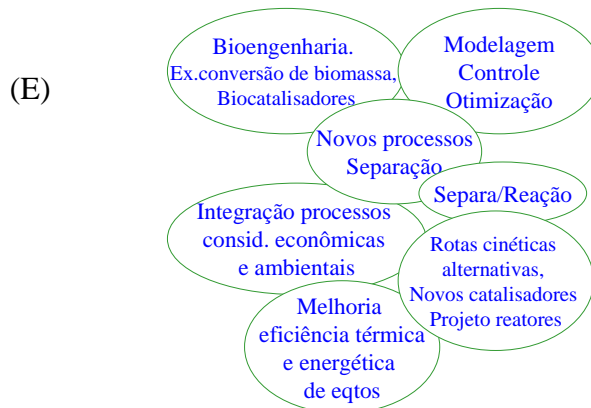 (E)
Bioengenharia.
Ex.conversão de biomassa,
Biocatalisadores
Modelagem
Controle
Otimização
Novos processos
Separação
Separa/Reação
Integração processos
consid. econômicas
e ambientais
Rotas cinéticas
alternativas,
Novos catalisadores
Projeto reatores
Melhoria
eficiência térmica
e energética
de eqtos